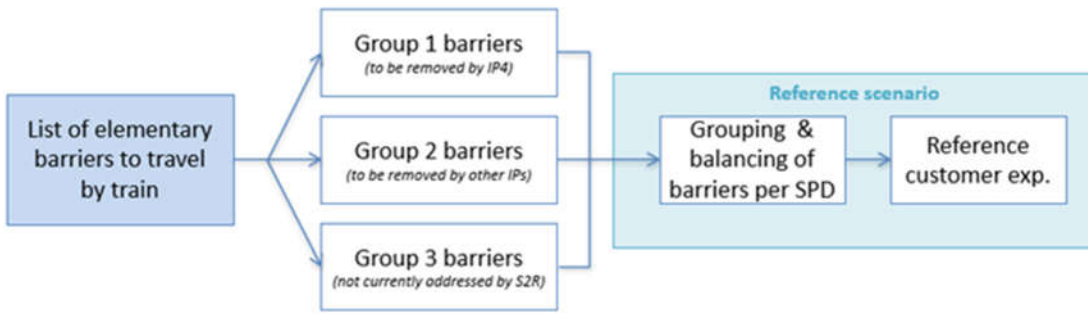 List of elementary
barriers to travel
by train
Group 1 barriers
(to be removed by IP4)
Group 2 barriers
(to be removed by other IPs)
Group 3 barriers
(not currently addressed by S2R)
Reference scenario
Grouping &
balancing of
barriers per SPD
Reference
customer exp.